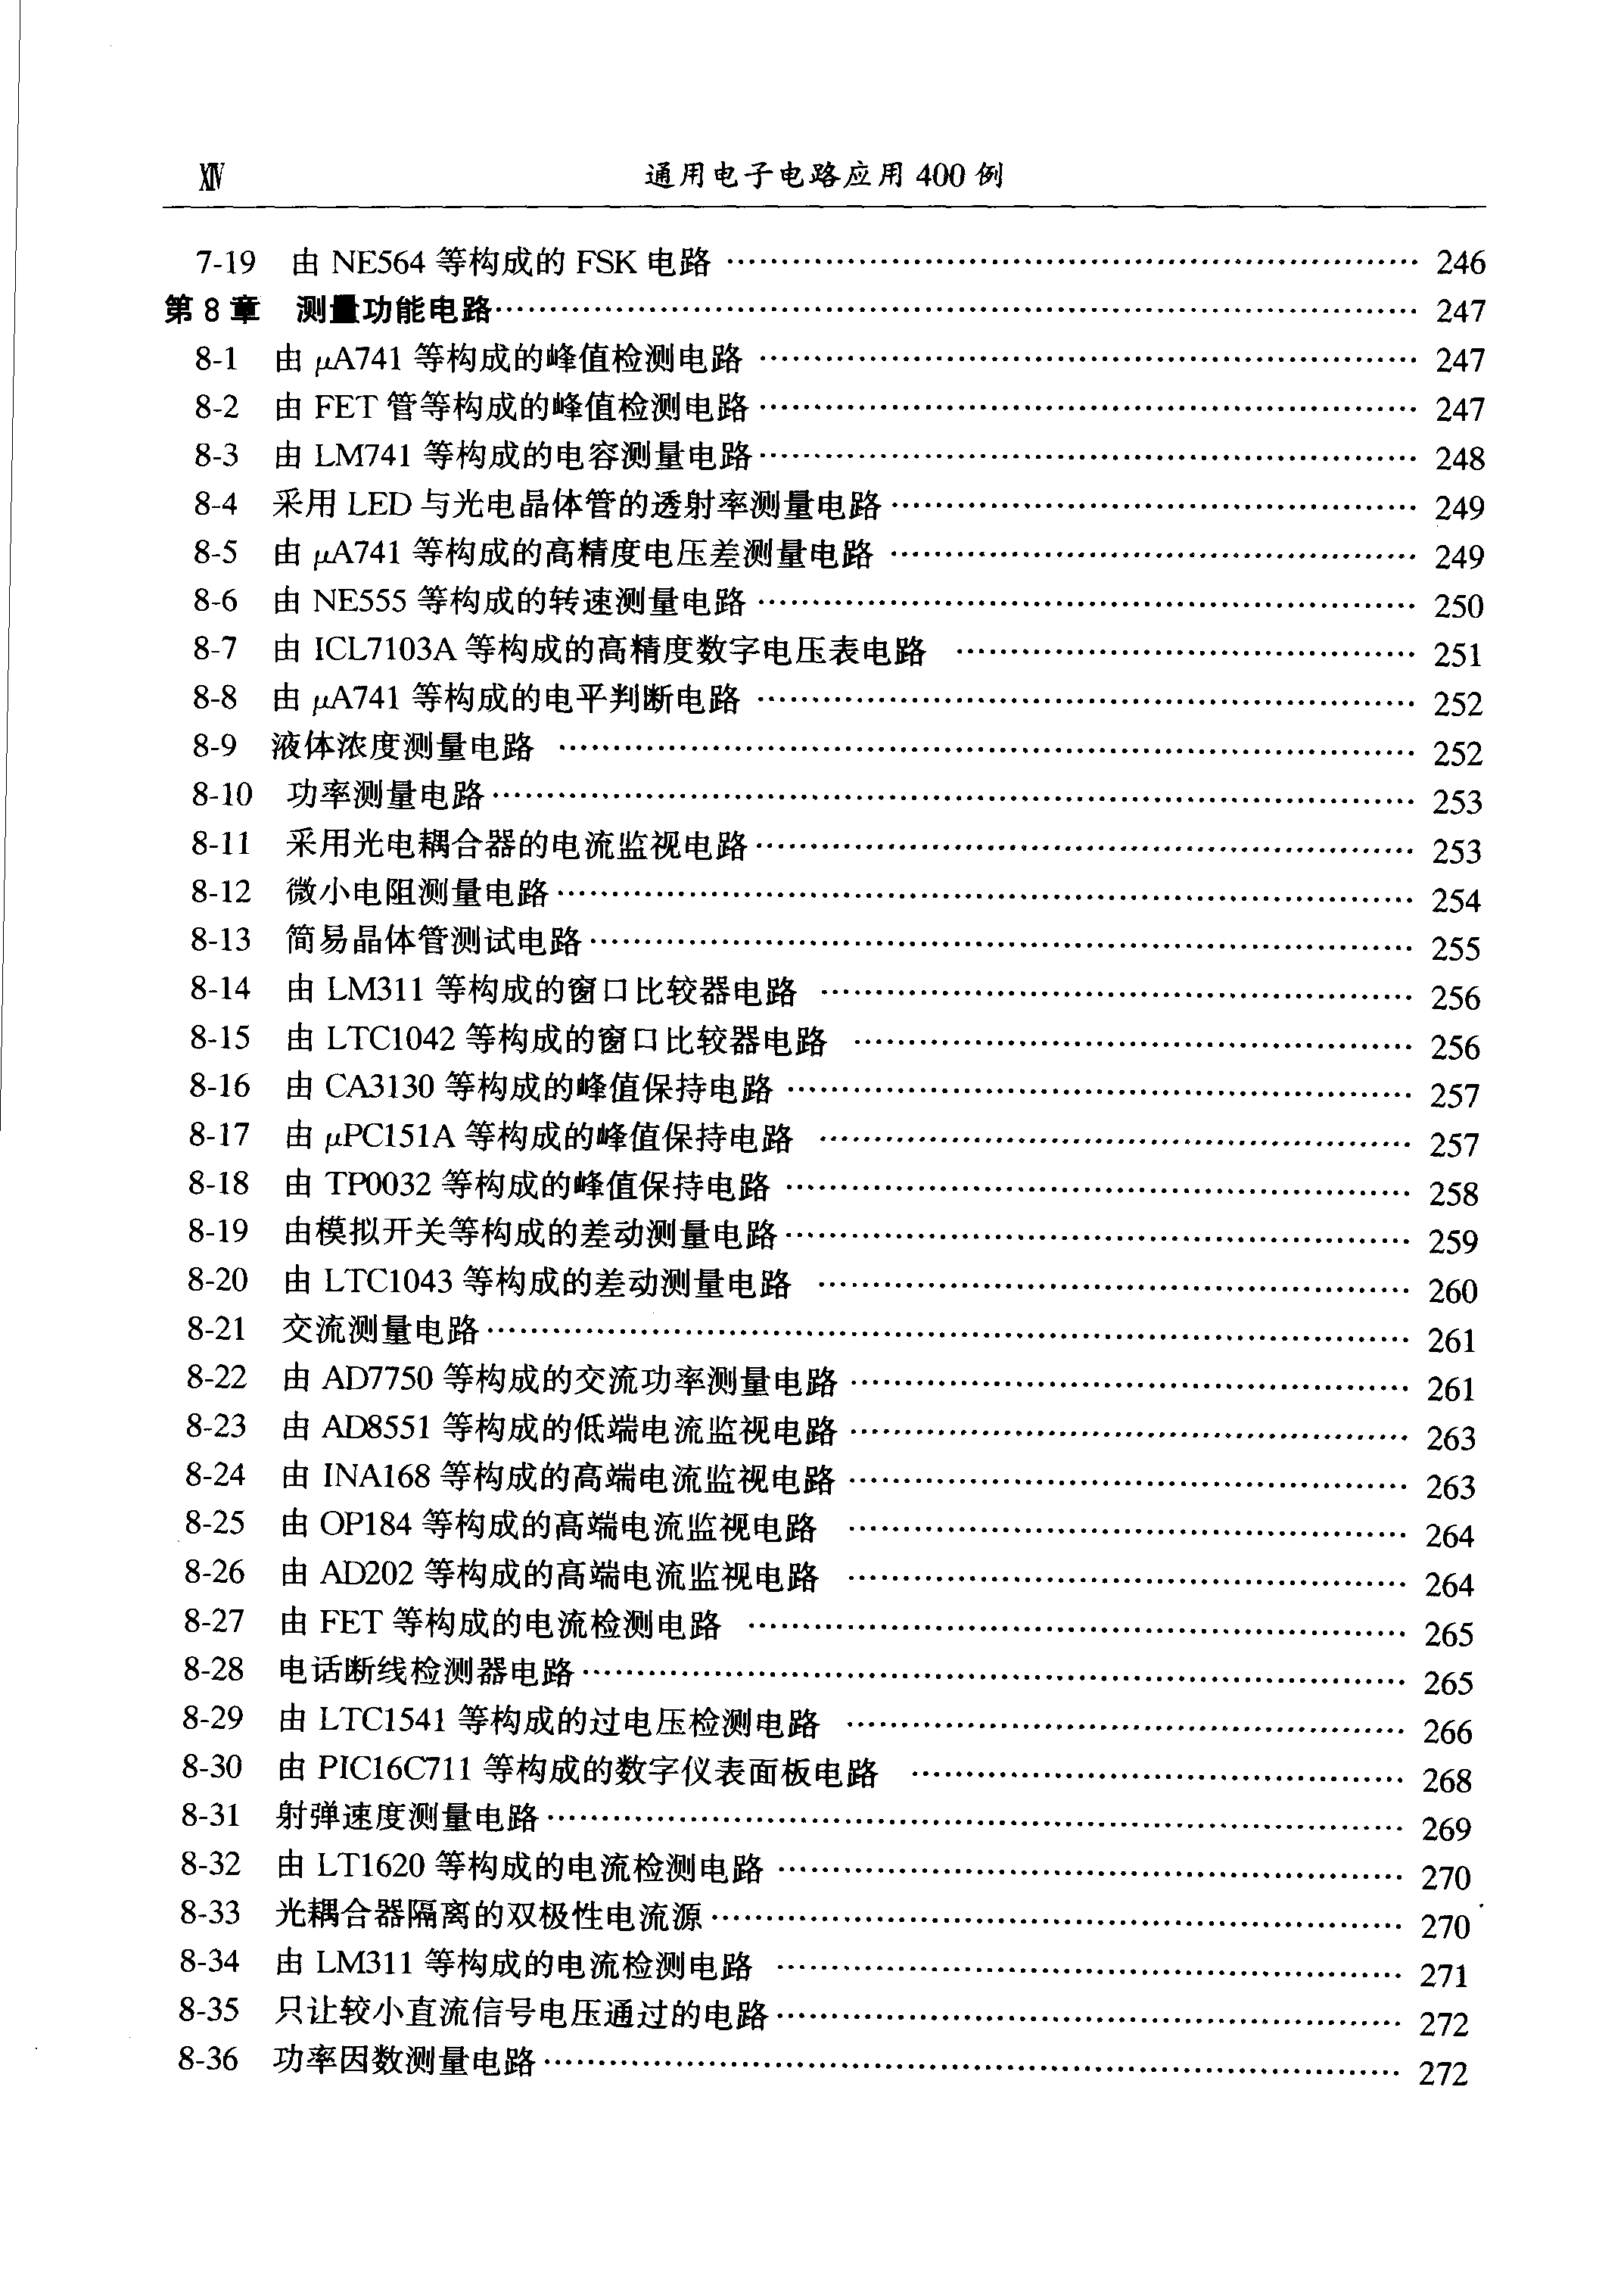 XIV 通用电子电路应用 400 例
7-19 由 NE564 等构成的 FSK 电路 …… 246
第 8 章 测量功能电路 …… 247
8-1 由 μA741 等构成的峰值检测电路 …… 247
8-2 由 FET 管等构成的峰值检测电路 …… 247
8-3 由 LM741 等构成的电容测量电路 …… 248
8-4 采用 LED 与光电晶体管的透射率测量电路 …… 249
8-5 由 μA741 等构成的高精度电压差测量电路 …… 249
8-6 由 NE555 等构成的转速测量电路 …… 250
8-7 由 ICL7103A 等构成的高精度数字电压表电路 …… 251
8-8 由 μA741 等构成的电平判断电路 …… 252
8-9 液体浓度测量电路 …… 252
8-10 功率测量电路 …… 253
8-11 采用光电耦合器的电流监视电路 …… 253
8-12 微小电阻测量电路 …… 254
8-13 简易晶体管测试电路 …… 255
8-14 由 LM311 等构成的窗口比较器电路 …… 256
8-15 由 LTC1042 等构成的窗口比较器电路 …… 256
8-16 由 CA3130 等构成的峰值保持电路 …… 257
8-17 由 μPC151A 等构成的峰值保持电路 …… 257
8-18 由 TP0032 等构成的峰值保持电路 …… 258
8-19 由模拟开关等构成的差动测量电路 …… 259
8-20 由 LTC1043 等构成的差动测量电路 …… 260
8-21 交流测量电路 …… 261
8-22 由 AD7750 等构成的交流功率测量电路 …… 261
8-23 由 AD8551 等构成的低端电流监视电路 …… 263
8-24 由 INA168 等构成的高端电流监视电路 …… 263
8-25 由 OP184 等构成的高端电流监视电路 …… 264
8-26 由 AD202 等构成的高端电流监视电路 …… 264
8-27 由 FET 等构成的电流检测电路 …… 265
8-28 电话断线检测器电路 …… 265
8-29 由 LTC1541 等构成的过电压检测电路 …… 266
8-30 由 PIC16C711 等构成的数字仪表面板电路 …… 268
8-31 射弹速度测量电路 …… 269
8-32 由 LT1620 等构成的电流检测电路 …… 270
8-33 光耦合器隔离的双极性电流源 …… 270
8-34 由 LM311 等构成的电流检测电路 …… 271
8-35 只让较小直流信号电压通过的电路 …… 272
8-36 功率因数测量电路 …… 272